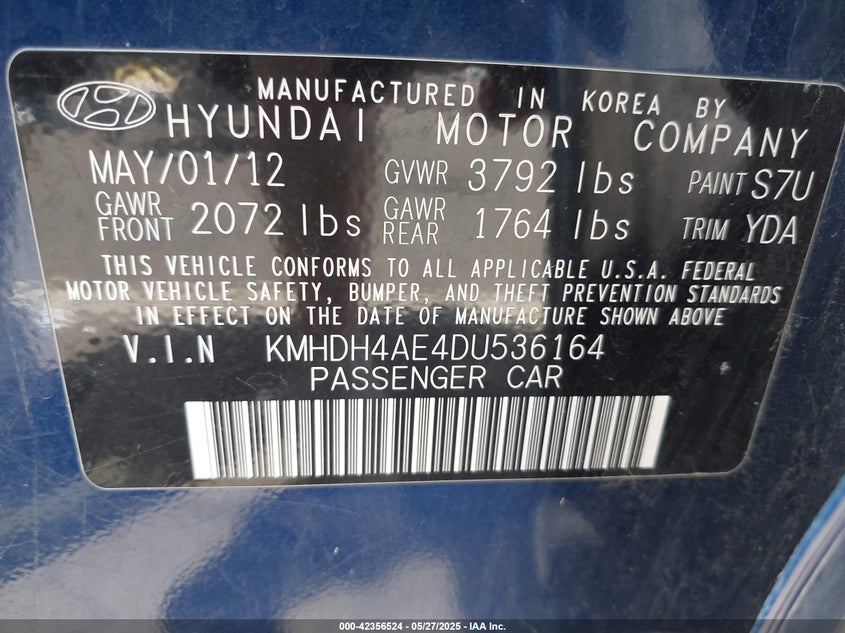 MANUFACTURED IN KOREA BY
HYUNDAI MOTOR COMPANY
MAY/01/12 GVWR 3792 lbs PAINT S7U
GAWR FRONT 2072 lbs GAWR REAR 1764 lbs TRIM YDA
THIS VEHICLE CONFORMS TO ALL APPLICABLE U.S.A. FEDERAL
MOTOR VEHICLE SAFETY, BUMPER, AND THEFT PREVENTION STANDARDS
IN EFFECT ON THE DATE OF MANUFACTURE SHOWN ABOVE
V.I.N KMHDH4AE4DU536164
PASSENGER CAR
000-42356524 — 05/27/2025 — IAA Inc.